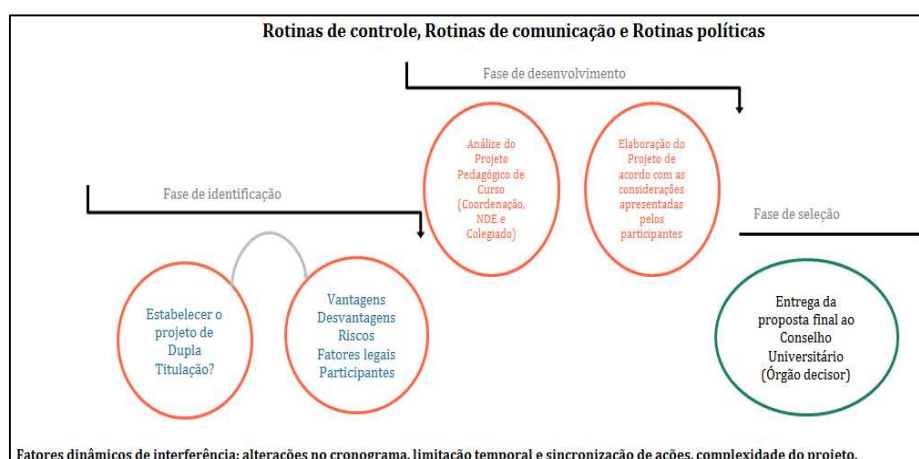 Rotinas de controle, Rotinas de comunicação e Rotinas políticas
Fase de desenvolvimento
Análise do
Projeto
Pedagógico de
Curso
(Coordenação,
NDE e
Colegiado)
Elaboração do
Projeto de
acordo com as
considerações
apresentadas
pelos
participantes
Fase de identificação
Fase de seleção
Estabelecer o
projeto de
Dupla
Titulação?
Vantagens
Desvantagens
Riscos
Fatores legais
Participantes
Entrega da
proposta final ao
Conselho
Universitário
(Órgão decisor)
Fatores dinâmicos de interferência: alterações no cronograma, limitação temporal e sincronização de ações, complexidade do projeto.